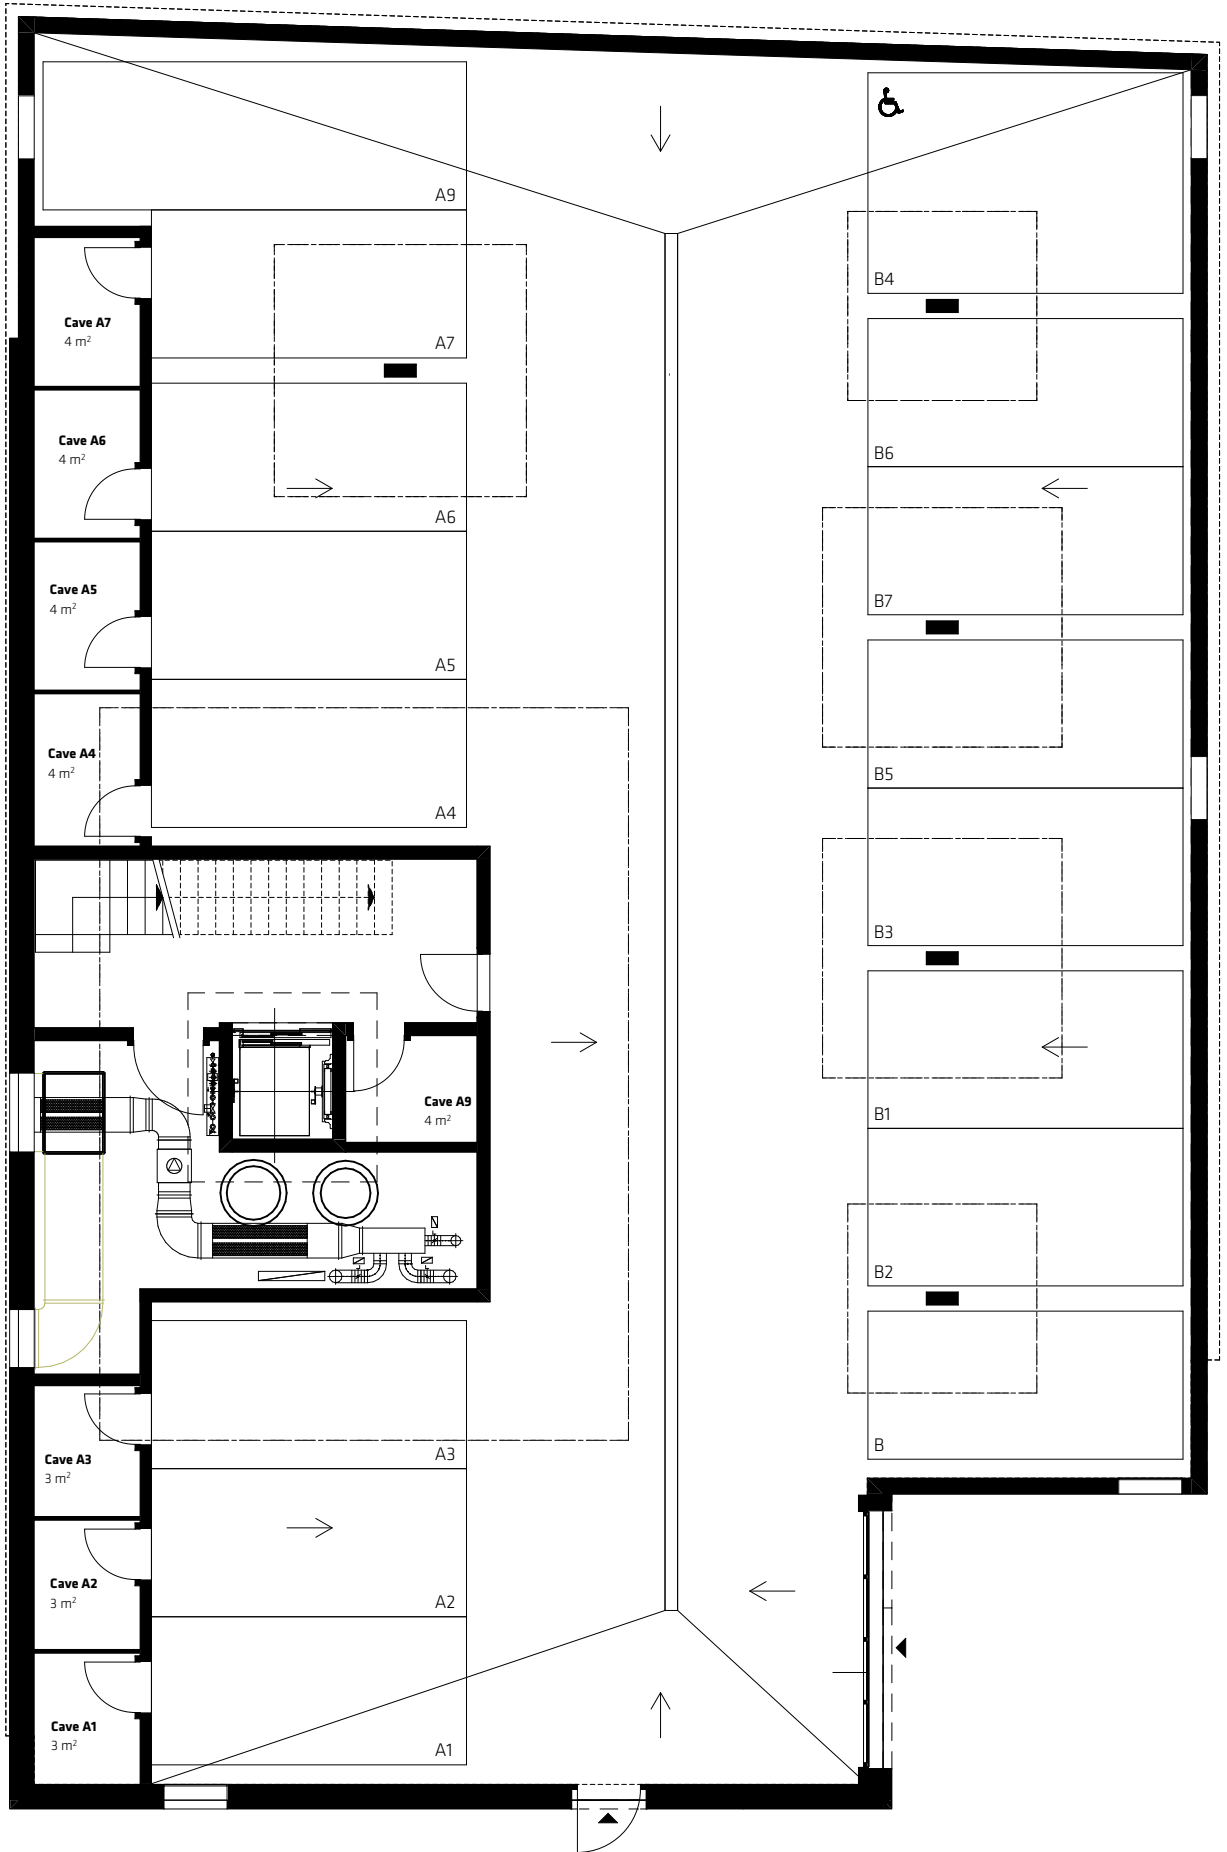 A9
B4
Cave A7
4 m²
A7
Cave A6
4 m²
B6
A6
Cave A5
4 m²
B7
A5
Cave A4
4 m²
B5
A4
B3
Cave A9
4 m²
B1
B2
Cave A3
3 m²
A3
B
Cave A2
3 m²
A2
Cave A1
3 m²
A1